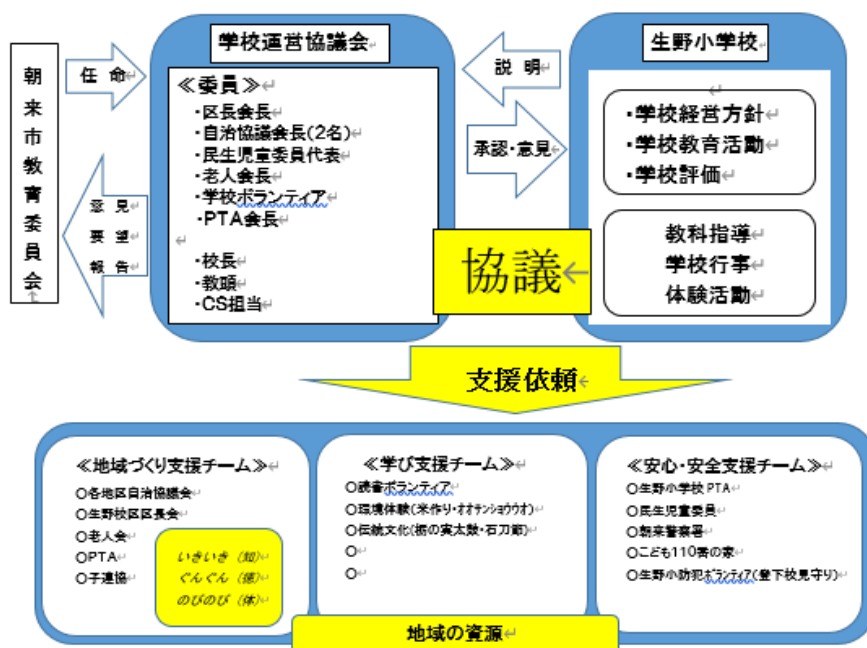 朝来市教育委員会
任 命
意 見
要 望
報 告
学校運営協議会
≪委員≫
・区長会長
・自治協議会長(2名)
・民生児童委員代表
・老人会長
・学校ボランティア
・PTA会長
・校長
・教頭
・CS担当
説 明
承認・意見
生野小学校
・学校経営方針
・学校教育活動
・学校評価
教科指導
学校行事
体験活動
協議
支援依頼
≪地域づくり支援チーム≫
○各地区自治協議会
○生野校区区長会
○老人会
○PTA
○子連協
いきいき (知)
ぐんぐん (徳)
のびのび (体)
≪学び支援チーム≫
○読書ボランティア
○環境体験(米作り・オオサンショウウオ)
○伝統文化(栃の実太鼓・石刀節)
○
○
≪安心・安全支援チーム≫
○生野小学校PTA
○民生児童委員
○朝来警察署
○こども110番の家
○生野小防犯ボランティア(登下校見守り)
地域の資源